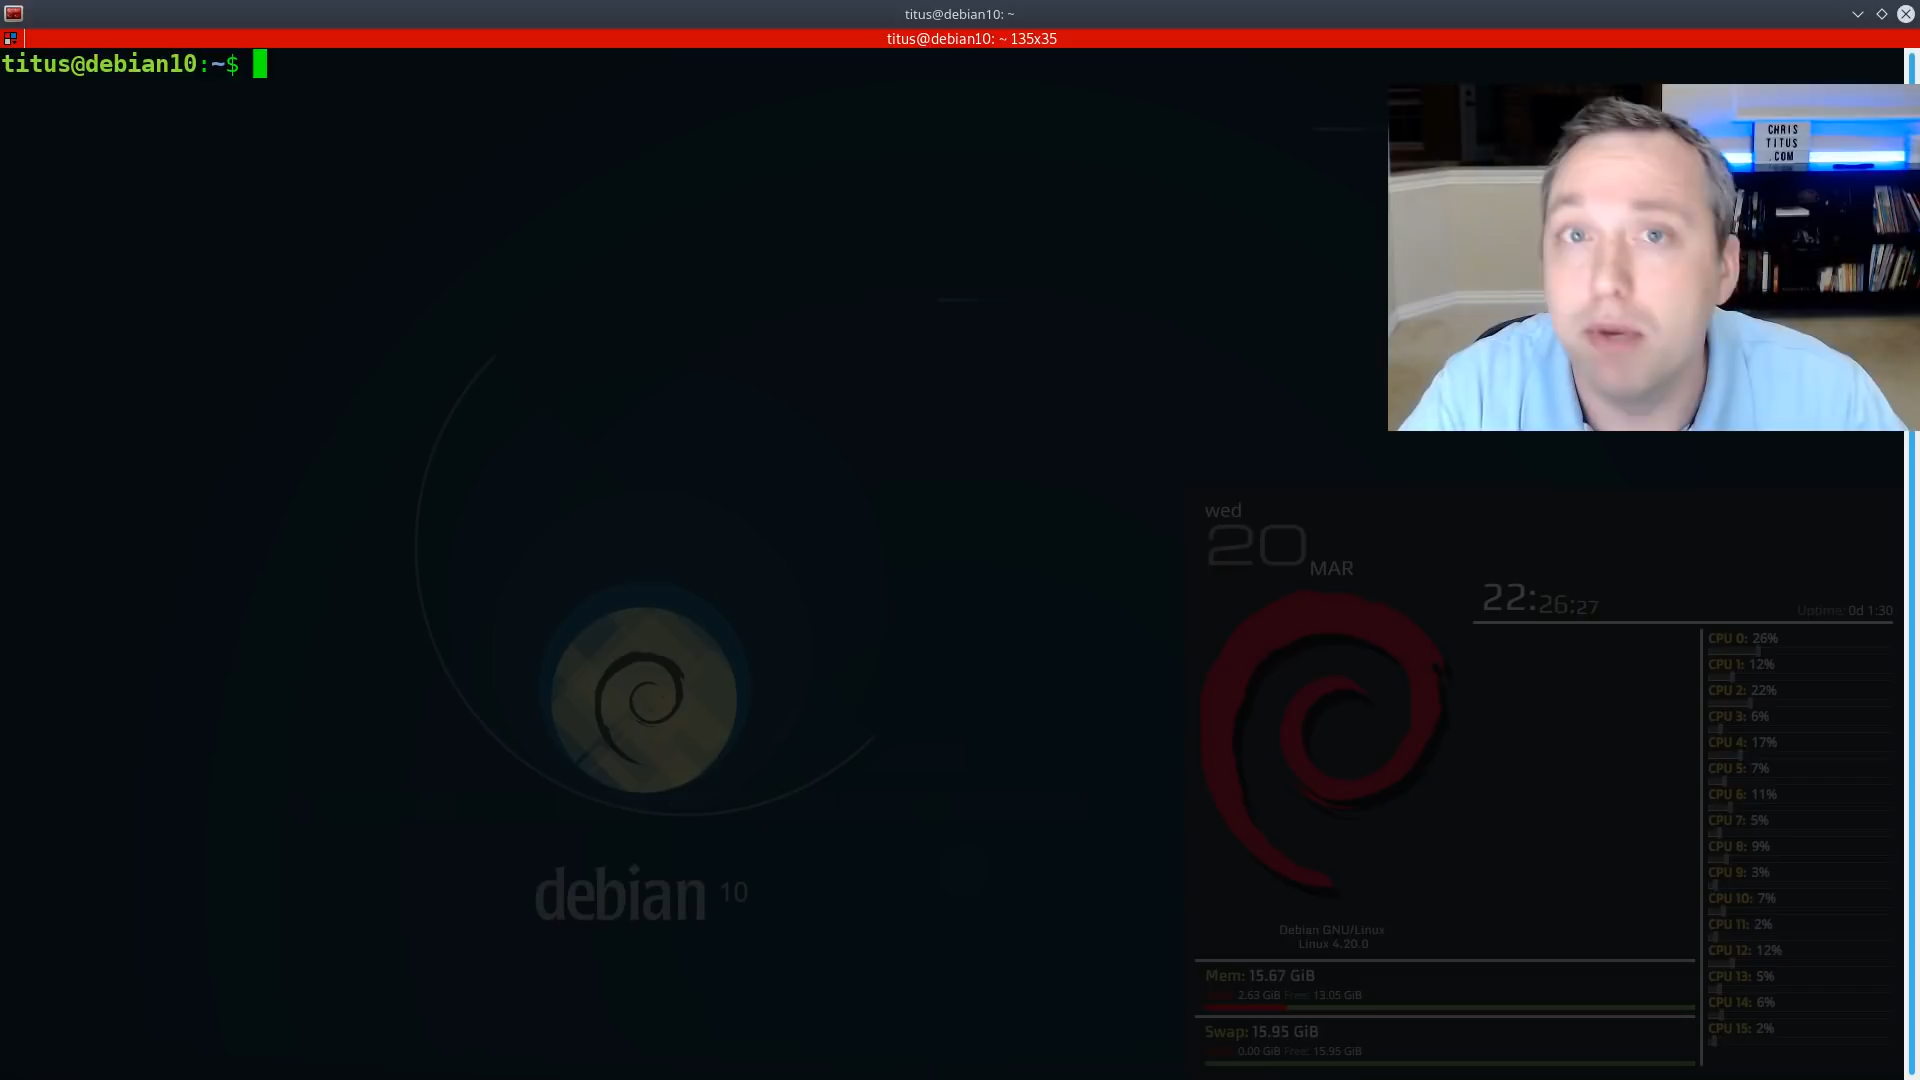 titus@debian10: ~
titus@debian10: ~ 135x35
titus@debian10:~$
CHRIS
TITUS
.COM
wed
20
MAR
22:26:27
Uptime: 0d 1:30
CPU 0: 26%
CPU 1: 12%
CPU 2: 22%
CPU 3: 6%
CPU 4: 17%
CPU 5: 7%
CPU 6: 11%
CPU 7: 5%
CPU 8: 9%
CPU 9: 3%
CPU 10: 7%
CPU 11: 2%
CPU 12: 12%
CPU 13: 5%
CPU 14: 6%
CPU 15: 2%
debian 10
Debian GNU/Linux
Linux 4.20.0
Mem: 15.67 GiB
2.63 GiB Free: 13.05 GiB
Swap: 15.95 GiB
0.00 GiB Free: 15.95 GiB